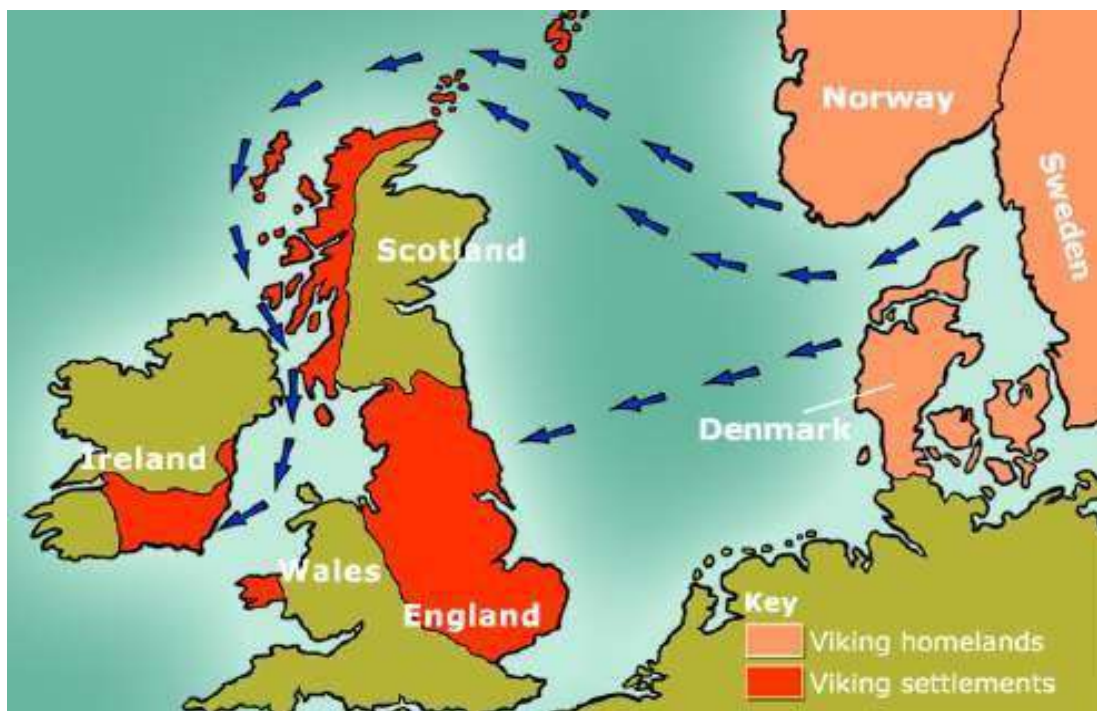 Norway
Sweden
Scotland
Denmark
Ireland
Wales
England
Key
Viking homelands
Viking settlements